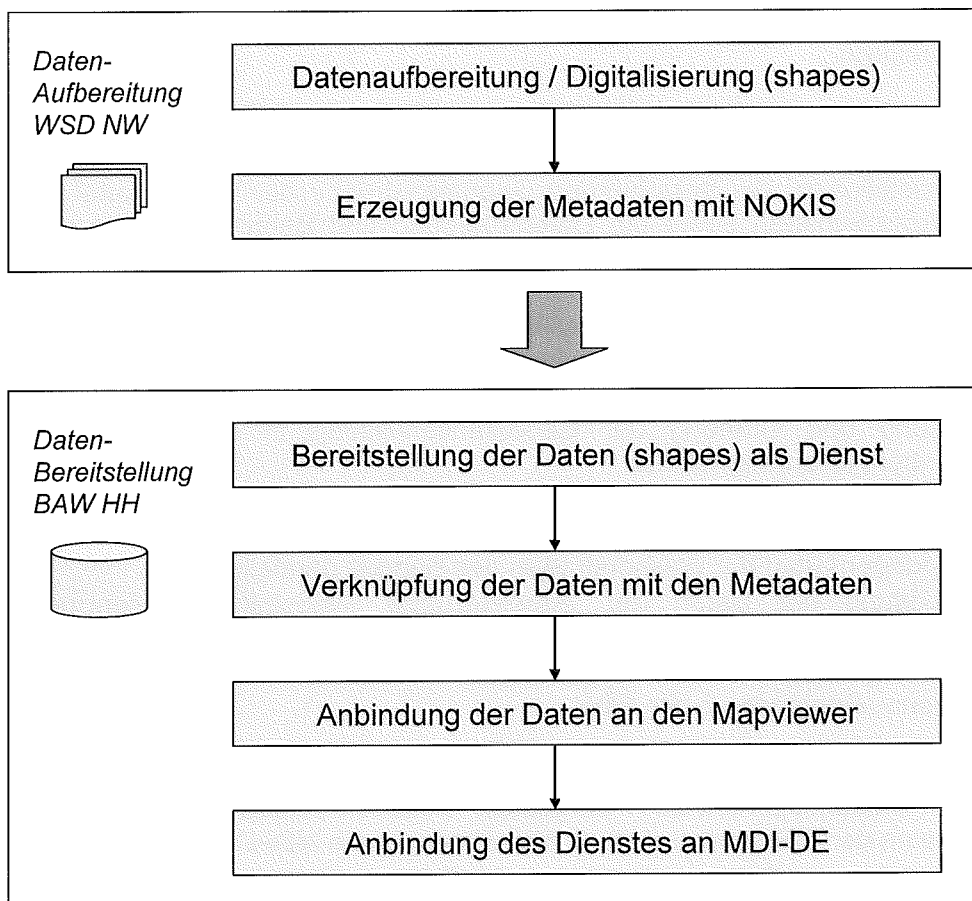 Daten-
Aufbereitung
WSD NW
Datenaufbereitung / Digitalisierung (shapes)
Erzeugung der Metadaten mit NOKIS
Daten-
Bereitstellung
BAW HH
Bereitstellung der Daten (shapes) als Dienst
Verknüpfung der Daten mit den Metadaten
Anbindung der Daten an den Mapviewer
Anbindung des Dienstes an MDI-DE